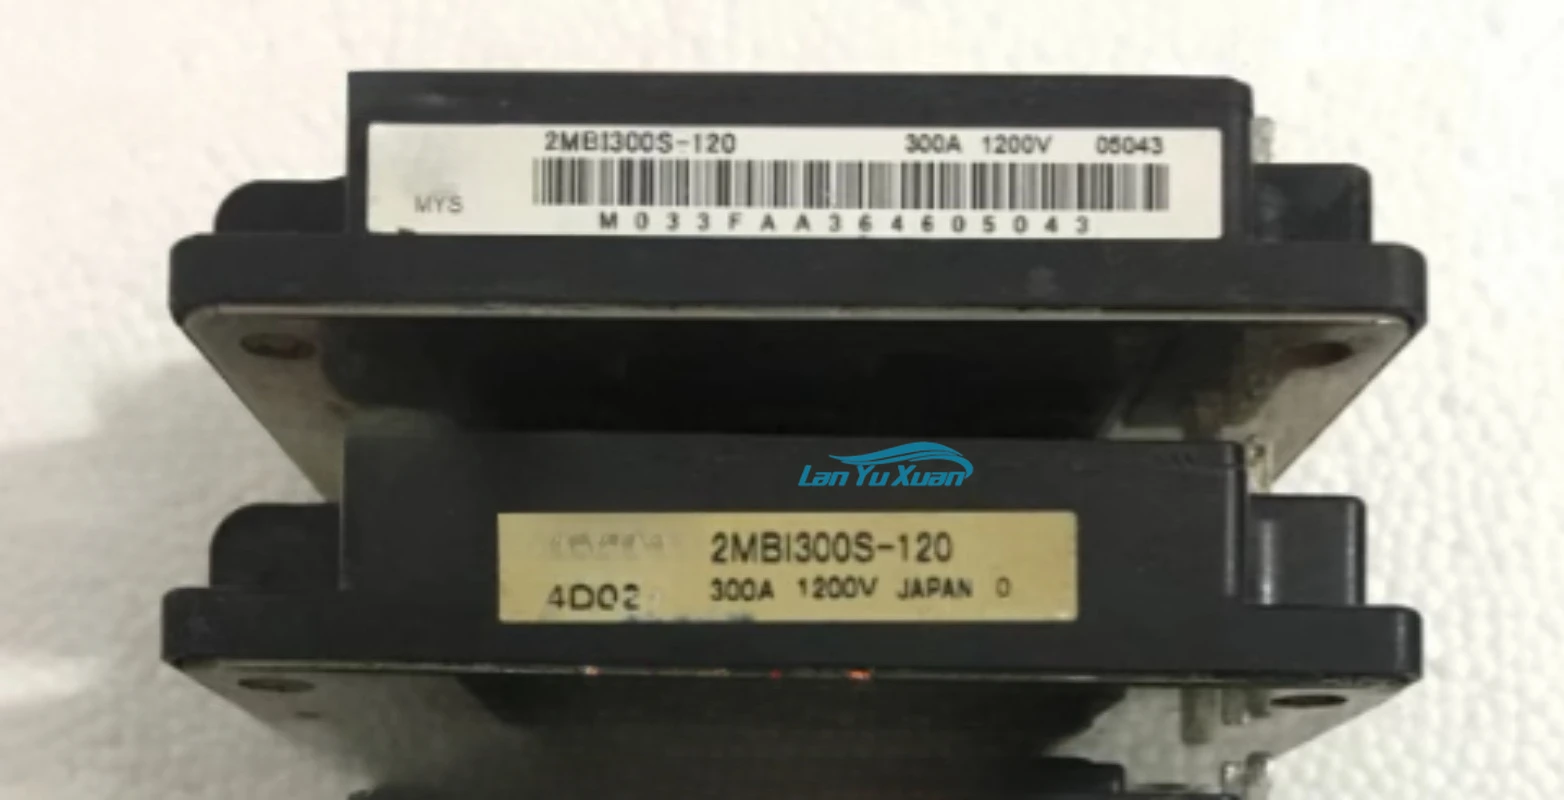 2MBI300S-120 300A 1200V 05043
MYS
M033FAA364605043
Lan Yu Xuan
2MBI300S-120
4D02 300A 1200V JAPAN 0